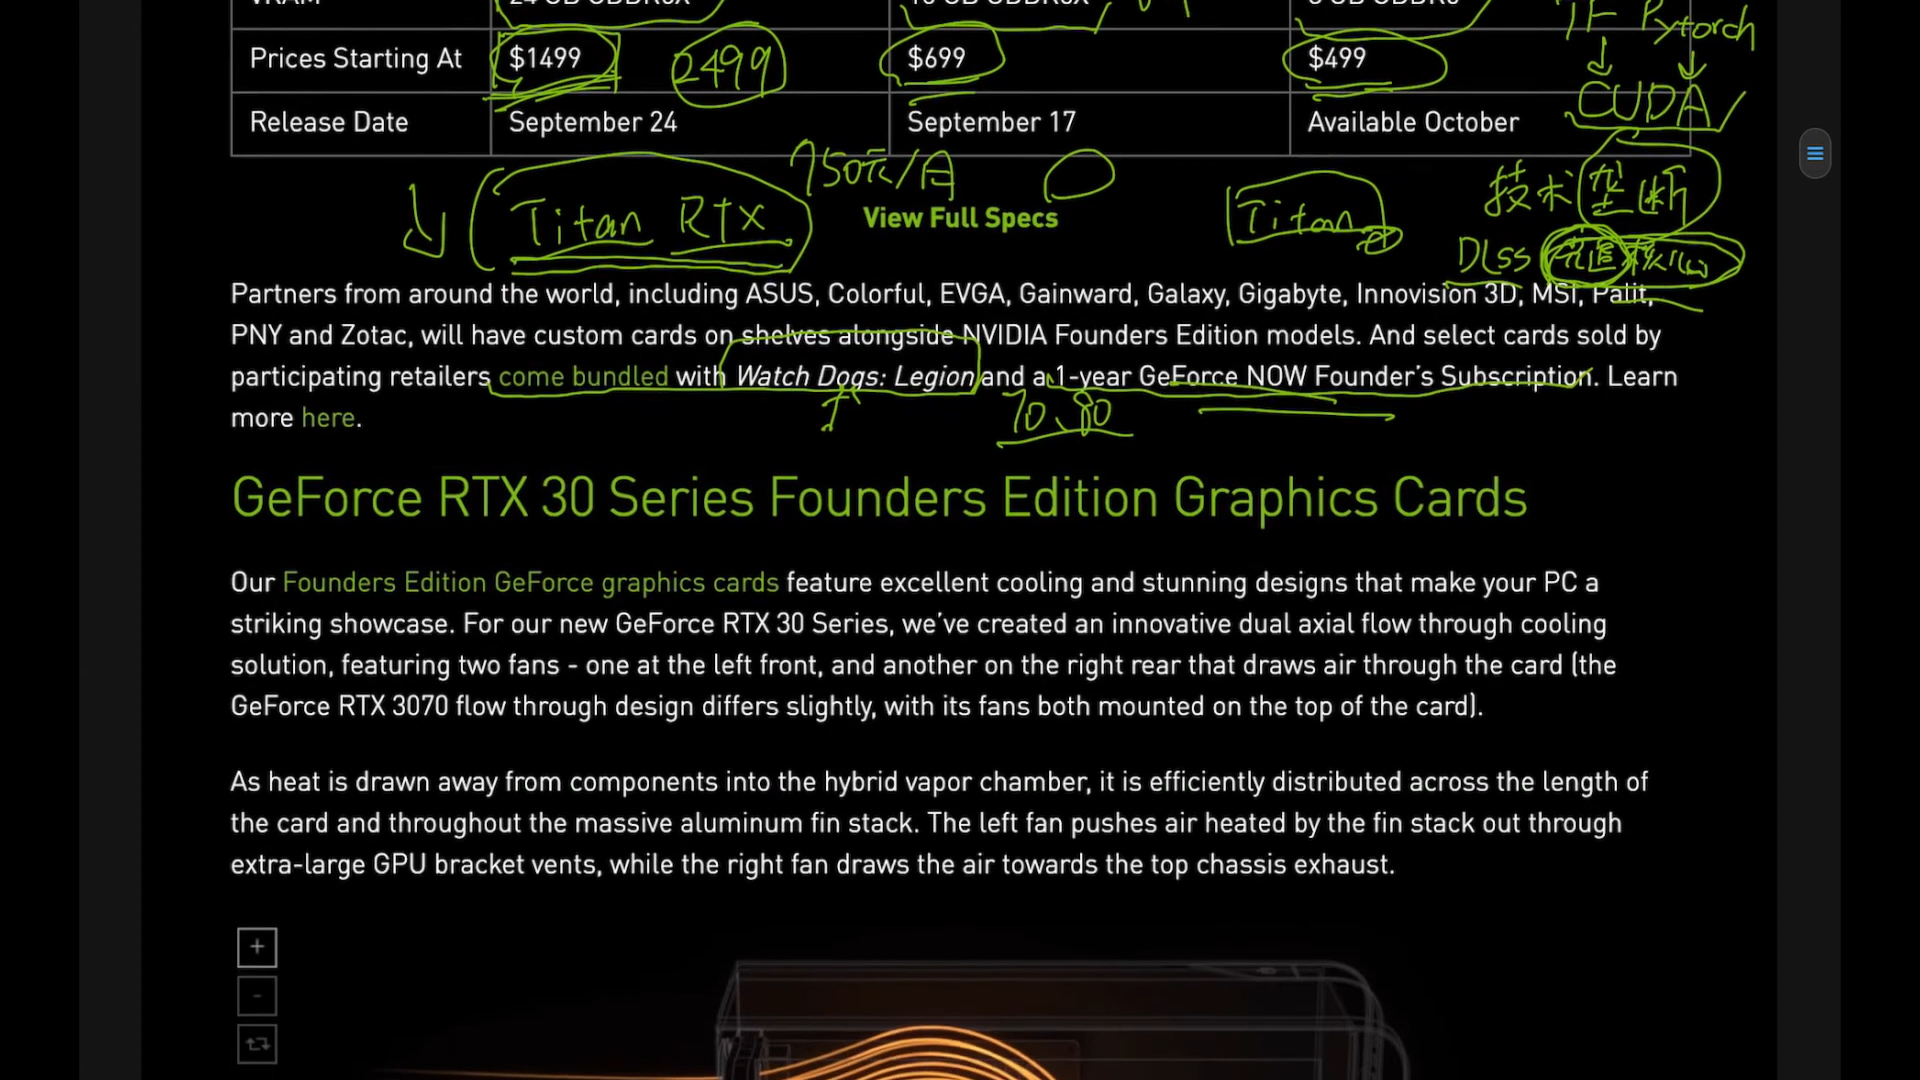 TF Pytorch
Prices Starting At $1499 2499 $699 $499
CUDA
Release Date September 24 September 17 Available October
750元/月
技术垄断
Titan RTX View Full Specs Titan
DLSS 光追核心
Partners from around the world, including ASUS, Colorful, EVGA, Gainward, Galaxy, Gigabyte, Innovision 3D, MSI, Palit,
PNY and Zotac, will have custom cards on shelves alongside NVIDIA Founders Edition models. And select cards sold by
participating retailers come bundled with Watch Dogs: Legion and a 1-year GeForce NOW Founder's Subscription. Learn
more here.
70、80
GeForce RTX 30 Series Founders Edition Graphics Cards
Our Founders Edition GeForce graphics cards feature excellent cooling and stunning designs that make your PC a
striking showcase. For our new GeForce RTX 30 Series, we've created an innovative dual axial flow through cooling
solution, featuring two fans - one at the left front, and another on the right rear that draws air through the card (the
GeForce RTX 3070 flow through design differs slightly, with its fans both mounted on the top of the card).
As heat is drawn away from components into the hybrid vapor chamber, it is efficiently distributed across the length of
the card and throughout the massive aluminum fin stack. The left fan pushes air heated by the fin stack out through
extra-large GPU bracket vents, while the right fan draws the air towards the top chassis exhaust.
+
-